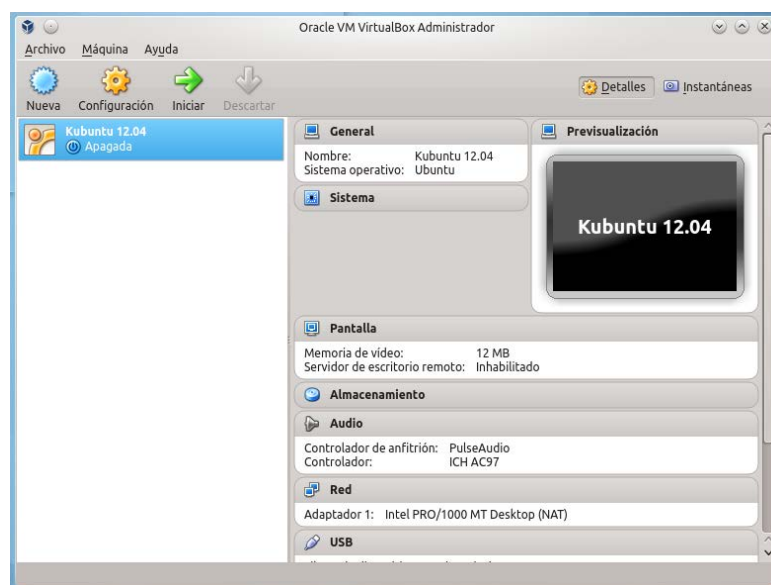 Oracle VM VirtualBox Administrador
Archivo Máquina Ayuda
Nueva Configuración Iniciar Descartar
Detalles Instantáneas
Kubuntu 12.04
Apagada
General
Nombre: Kubuntu 12.04
Sistema operativo: Ubuntu
Sistema
Previsualización
Kubuntu 12.04
Pantalla
Memoria de vídeo: 12 MB
Servidor de escritorio remoto: Inhabilitado
Almacenamiento
Audio
Controlador de anfitrión: PulseAudio
Controlador: ICH AC97
Red
Adaptador 1: Intel PRO/1000 MT Desktop (NAT)
USB